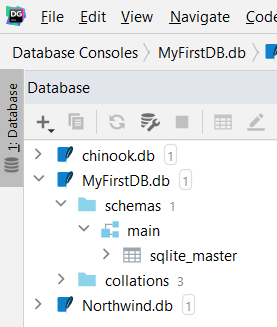 DG File Edit View Navigate Code
Database Consoles MyFirstDB.db
1: Database
Database
chinook.db 1
MyFirstDB.db 1
schemas 1
main
sqlite_master
collations 3
Northwind.db 1